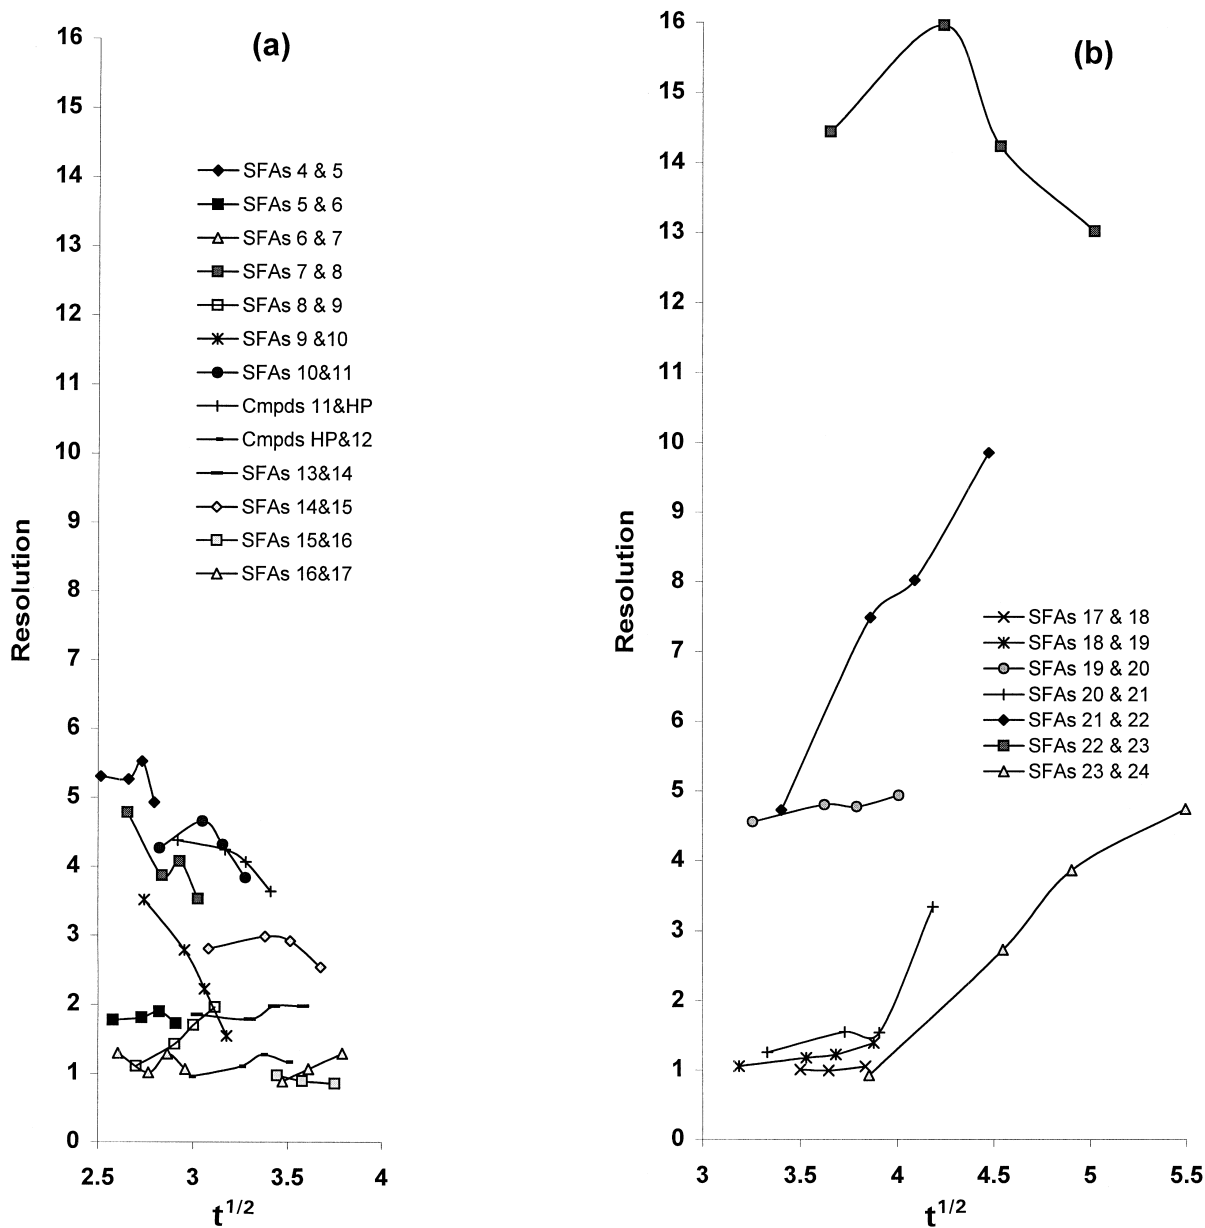 (a)
16
15
14
13
12
11
10
9
8
7
6
5
4
3
2
1
0
Resolution
SFAs 4 & 5
SFAs 5 & 6
SFAs 6 & 7
SFAs 7 & 8
SFAs 8 & 9
SFAs 9 &10
SFAs 10&11
Cmpds 11&HP
Cmpds HP&12
SFAs 13&14
SFAs 14&15
SFAs 15&16
SFAs 16&17
2.5 3 3.5 4
t^1/2
(b)
16
15
14
13
12
11
10
9
8
7
6
5
4
3
2
1
0
Resolution
SFAs 17 & 18
SFAs 18 & 19
SFAs 19 & 20
SFAs 20 & 21
SFAs 21 & 22
SFAs 22 & 23
SFAs 23 & 24
3 3.5 4 4.5 5 5.5
t^1/2